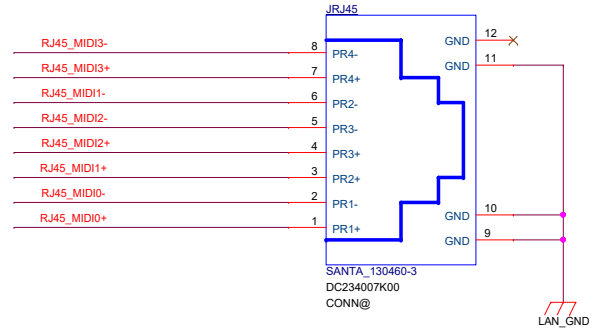 JRJ45
RJ45_MIDI3- 8 PR4- GND 12
RJ45_MIDI3+ 7 PR4+ GND 11
RJ45_MIDI1- 6 PR2-
RJ45_MIDI2- 5 PR3-
RJ45_MIDI2+ 4 PR3+
RJ45_MIDI1+ 3 PR2+
RJ45_MIDI0- 2 PR1- GND 10
RJ45_MIDI0+ 1 PR1+ GND 9
SANTA_130460-3
DC234007K00
CONN@
LAN_GND